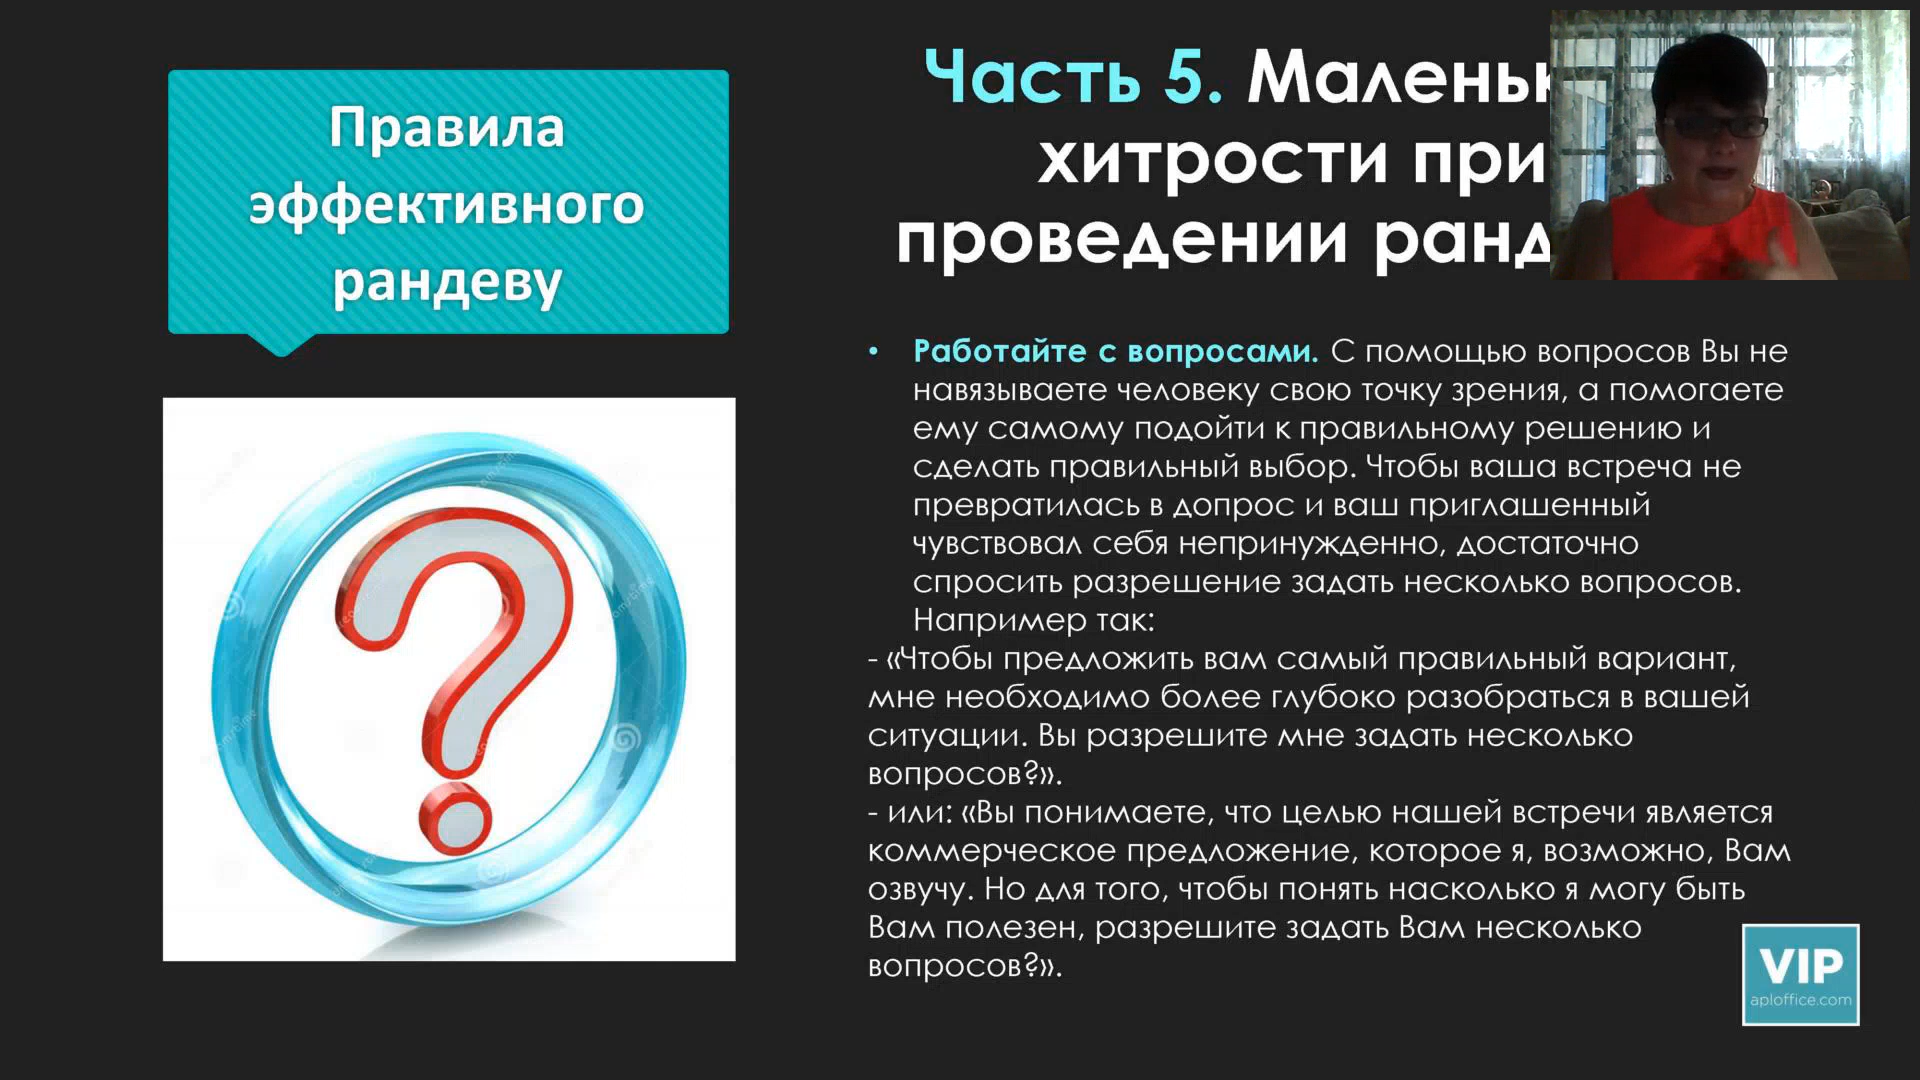 Правила
эффективного
рандеву
Часть 5.
хитрости при
проведении
• Работайте с вопросами. С помощью вопросов Вы не
навязываете человеку свою точку зрения, а помогаете
ему самому подойти к правильному решению и
сделать правильный выбор. Чтобы ваша встреча не
превратилась в допрос и ваш приглашенный
чувствовал себя непринужденно, достаточно
спросить разрешение задать несколько вопросов.
Например так:
- «Чтобы предложить вам самый правильный вариант,
мне необходимо более глубоко разобраться в вашей
ситуации. Вы разрешите мне задать несколько
вопросов?».
- или: «Вы понимаете, что целью нашей встречи является
коммерческое предложение, которое я, возможно, Вам
озвучу. Но для того, чтобы понять насколько я могу быть
Вам полезен, разрешите задать Вам несколько
вопросов?».
VIP
aploffice.com